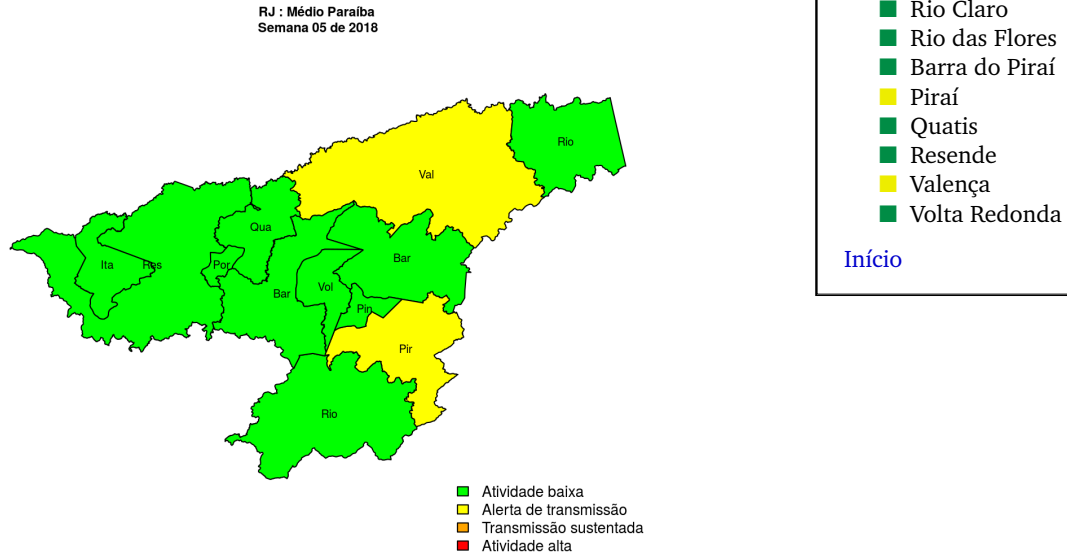 RJ : Médio Paraíba
Semana 05 de 2018
Rio
Val
Qua
Ita
Res
Por
Bar
Bar
Vol
Pin
Pir
Rio
Atividade baixa
Alerta de transmissão
Transmissão sustentada
Atividade alta
Rio Claro
Rio das Flores
Barra do Piraí
Piraí
Quatis
Resende
Valença
Volta Redonda
Início